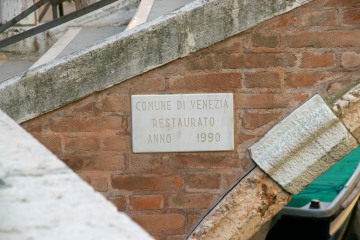 COMUNE DI VENEZIA
RESTAURATO
ANNO 1990